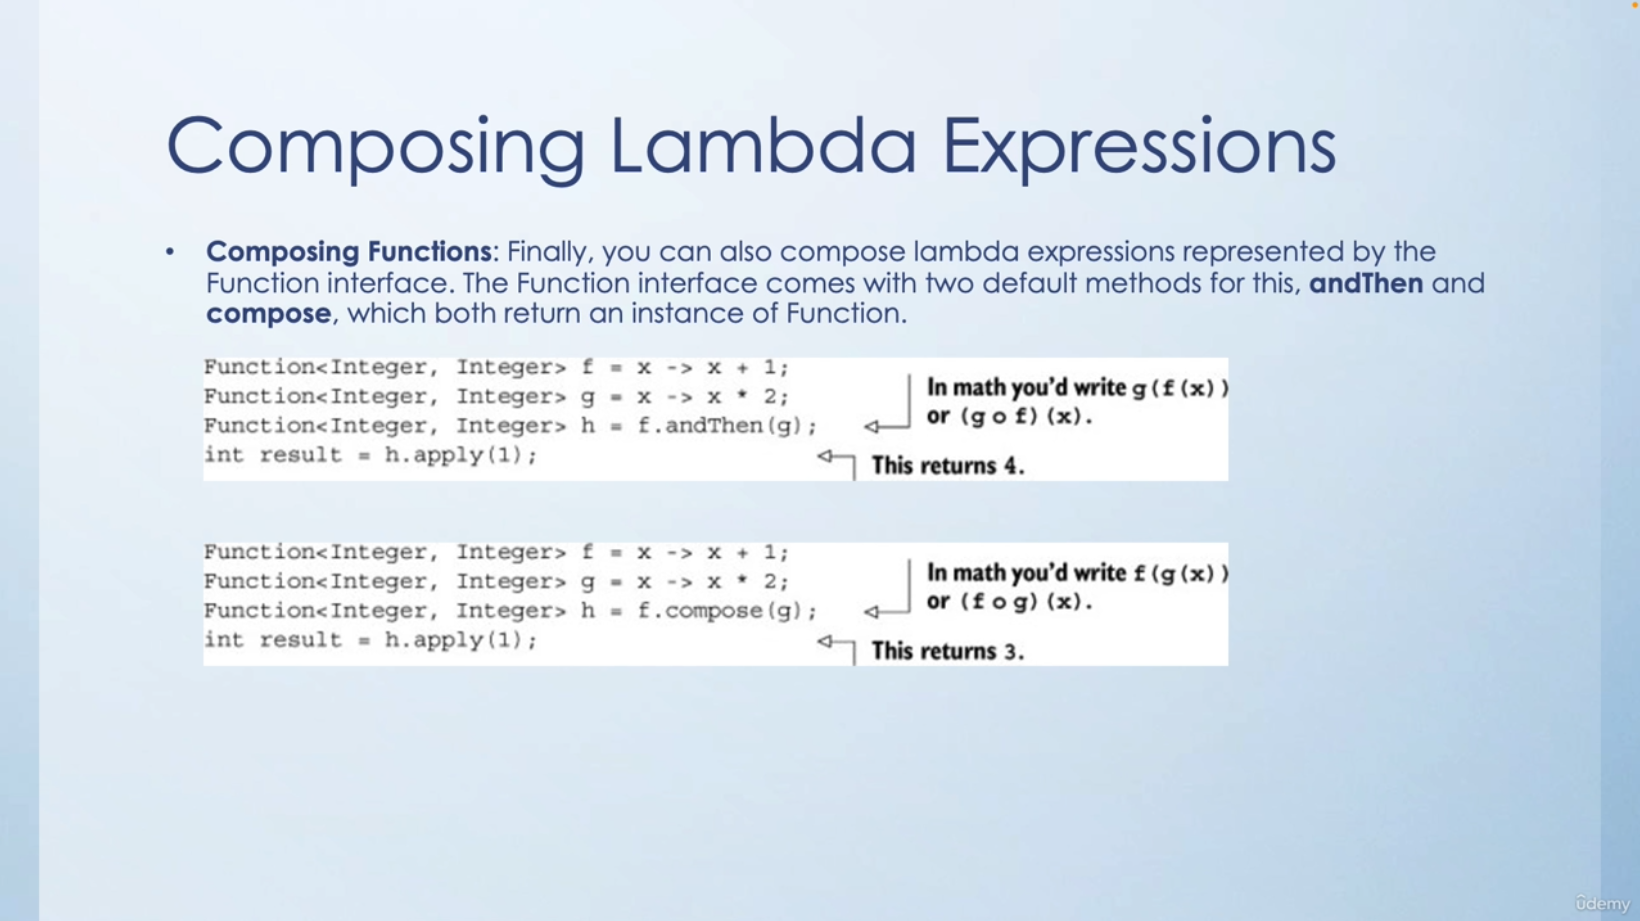 Composing Lambda Expressions
• Composing Functions: Finally, you can also compose lambda expressions represented by the
Function interface. The Function interface comes with two default methods for this, andThen and
compose, which both return an instance of Function.
Function<Integer, Integer> f = x -> x + 1;
Function<Integer, Integer> g = x -> x * 2;
Function<Integer, Integer> h = f.andThen(g);
int result = h.apply(1);
In math you'd write g(f(x))
or (g o f)(x).
This returns 4.
Function<Integer, Integer> f = x -> x + 1;
Function<Integer, Integer> g = x -> x * 2;
Function<Integer, Integer> h = f.compose(g);
int result = h.apply(1);
In math you'd write f(g(x))
or (f o g)(x).
This returns 3.
ûdemy